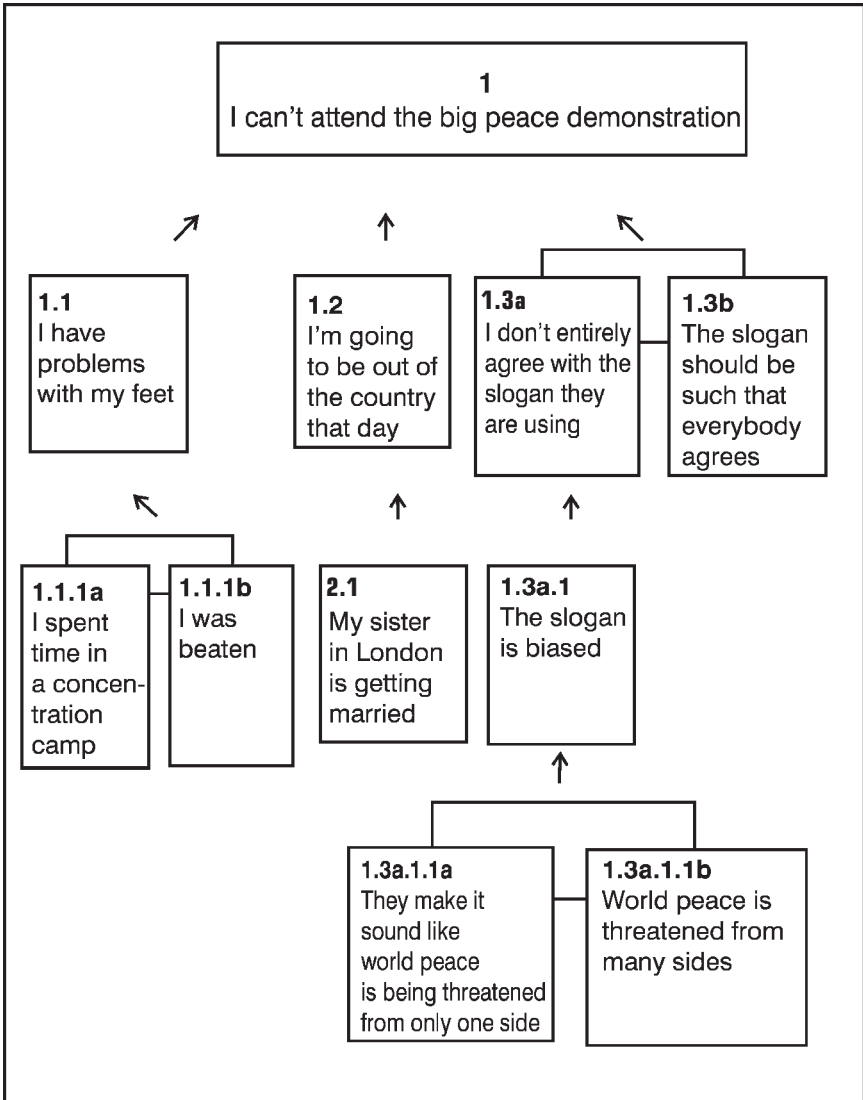 1
I can't attend the big peace demonstration
1.1
I have
problems
with my feet
1.2
I'm going
to be out of
the country
that day
1.3a
I don't entirely
agree with the
slogan they
are using
1.3b
The slogan
should be
such that
everybody
agrees
1.1.1a
I spent
time in
a concen-
tration
camp
1.1.1b
I was
beaten
2.1
My sister
in London
is getting
married
1.3a.1
The slogan
is biased
1.3a.1.1a
They make it
sound like
world peace
is being threatened
from only one side
1.3a.1.1b
World peace is
threatened from
many sides